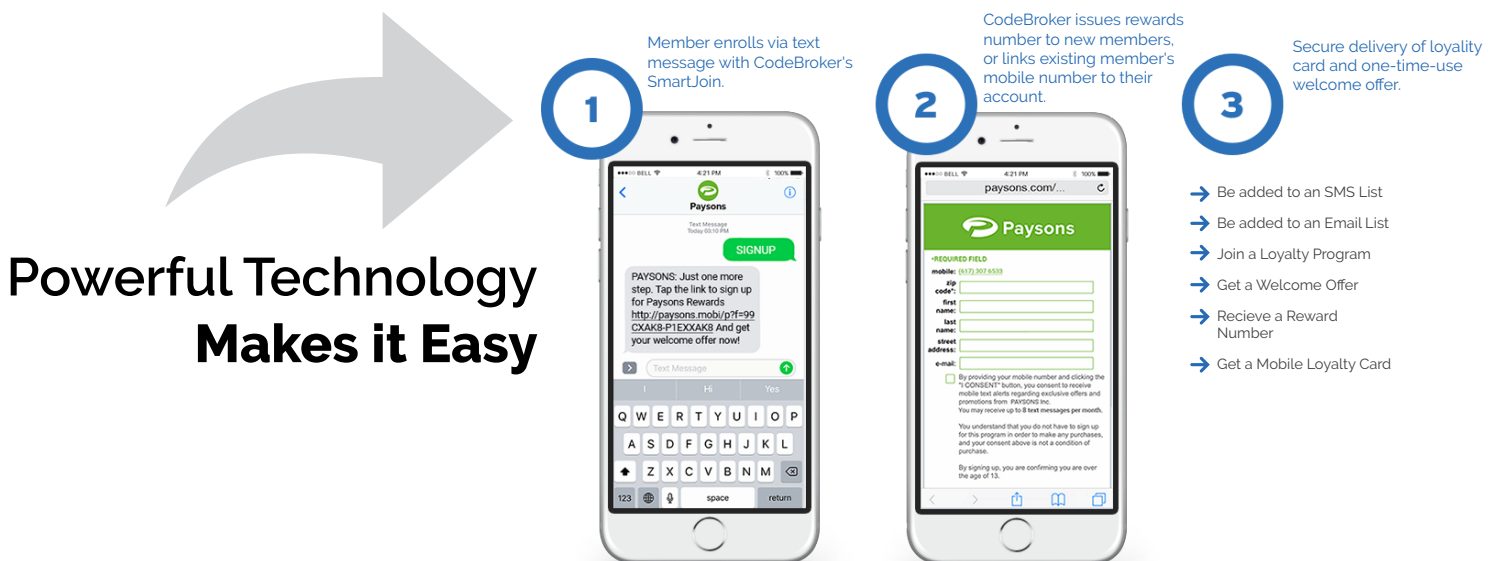 Powerful Technology
Makes it Easy
1
Member enrolls via text
message with CodeBroker's
SmartJoin.
BELL
4:21 PM
100%
Paysons
Text Message
Today 03:10 PM
SIGNUP
PAYSONS: Just one more
step. Tap the link to sign up
for Paysons Rewards
http://paysons.mobi/p?f=99
CXAK8-P1EXXAK8 And get
your welcome offer now!
Text Message
I Hi Yes
Q W E R T Y U I O P
A S D F G H J K L
Z X C V B N M
123 space return
2
CodeBroker issues rewards
number to new members,
or links existing member's
mobile number to their
account.
BELL
4:21 PM
100%
paysons.com/...
Paysons
*REQUIRED FIELD
mobile: (617) 307 6533
zip
code*:
first
name:
last
name:
street
address:
e-mail:
By providing your mobile number and clicking the
"I CONSENT" button, you consent to receive
mobile text alerts regarding exclusive offers and
promotions from PAYSONS Inc.
You may receive up to 8 text messages per month.
You understand that you do not have to sign up
for this program in order to make any purchases,
and your consent above is not a condition of
purchase.
By signing up, you are confirming you are over
the age of 13.
3
Secure delivery of loyality
card and one-time-use
welcome offer.
Be added to an SMS List
Be added to an Email List
Join a Loyalty Program
Get a Welcome Offer
Recieve a Reward
Number
Get a Mobile Loyalty Card